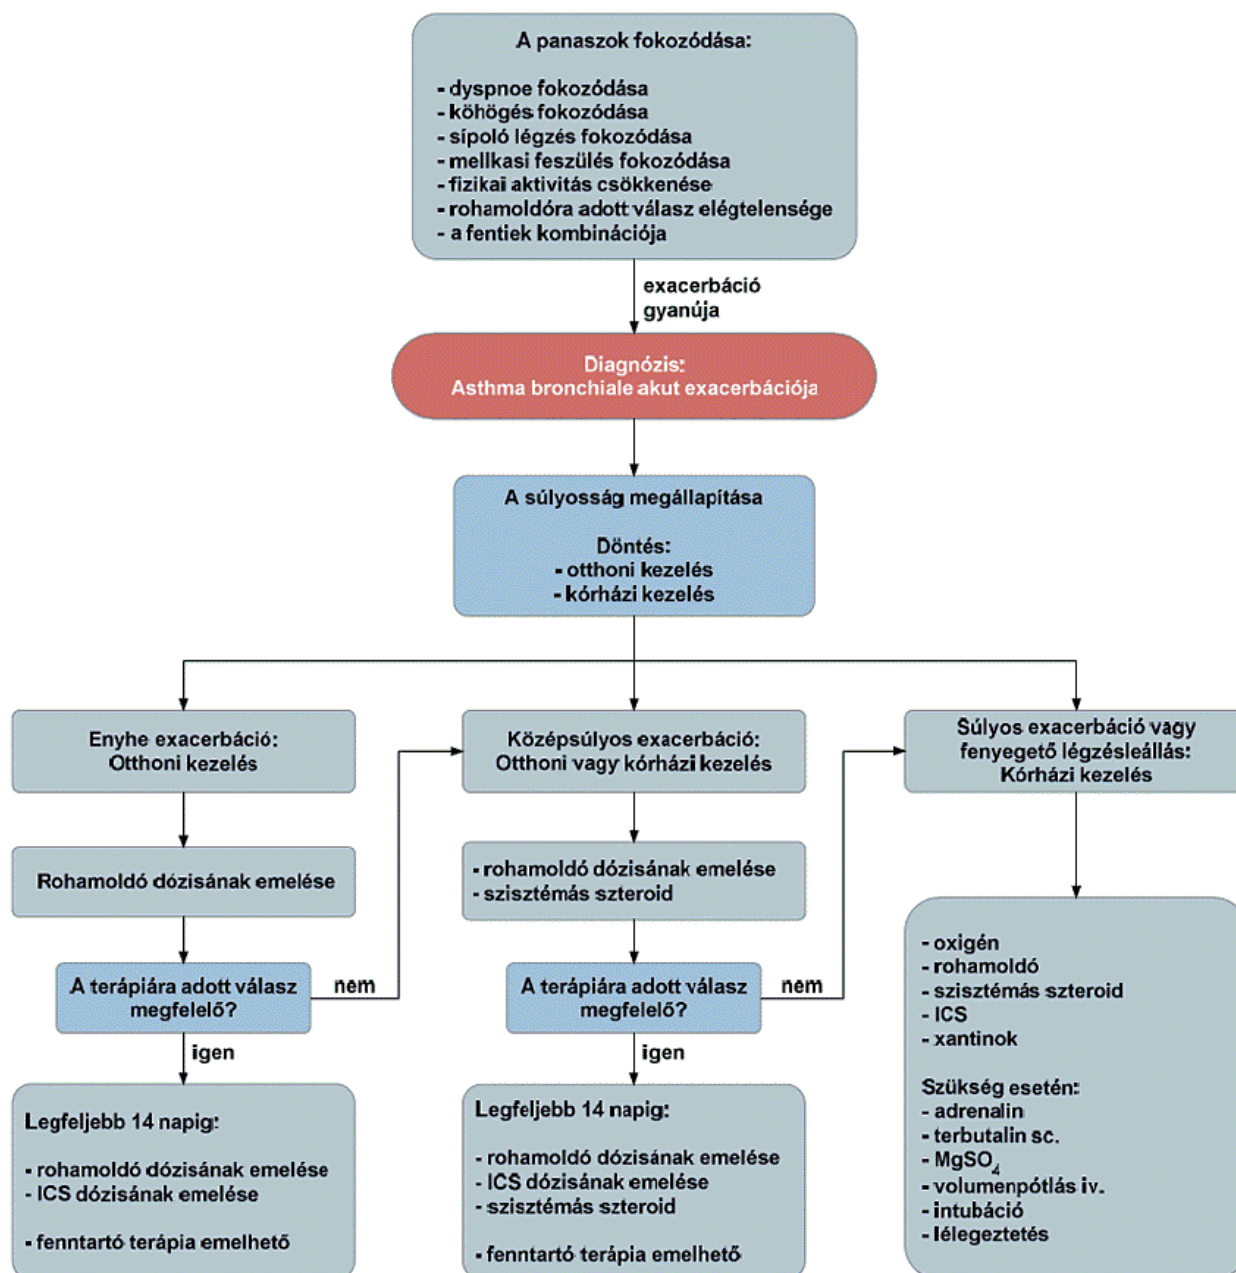 A panaszok fokozódása:
- dyspnoe fokozódása
- köhögés fokozódása
- sípoló légzés fokozódása
- mellkasi feszülés fokozódása
- fizikai aktivitás csökkenése
- rohamoldóra adott válasz elégtelensége
- a fentiek kombinációja
exacerbáció
gyanúja
Diagnózis:
Asthma bronchiale akut exacerbációja
A súlyosság megállapítása
Döntés:
- otthoni kezelés
- kórházi kezelés
Enyhe exacerbáció:
Otthoni kezelés
Rohamoldó dózisának emelése
A terápiára adott válasz
megfelelő?
nem
igen
Legfeljebb 14 napig:
- rohamoldó dózisának emelése
- ICS dózisának emelése
- fenntartó terápia emelhető
Középsúlyos exacerbáció:
Otthoni vagy kórházi kezelés
- rohamoldó dózisának emelése
- szisztémás szteroid
A terápiára adott válasz
megfelelő?
nem
igen
Legfeljebb 14 napig:
- rohamoldó dózisának emelése
- ICS dózisának emelése
- szisztémás szteroid
- fenntartó terápia emelhető
Súlyos exacerbáció vagy
fenyegető légzésleállás:
Kórházi kezelés
- oxigén
- rohamoldó
- szisztémás szteroid
- ICS
- xantinok
Szükség esetén:
- adrenalin
- terbutalin sc.
- MgSO₄
- volumenpótlás iv.
- intubáció
- lélegeztetés